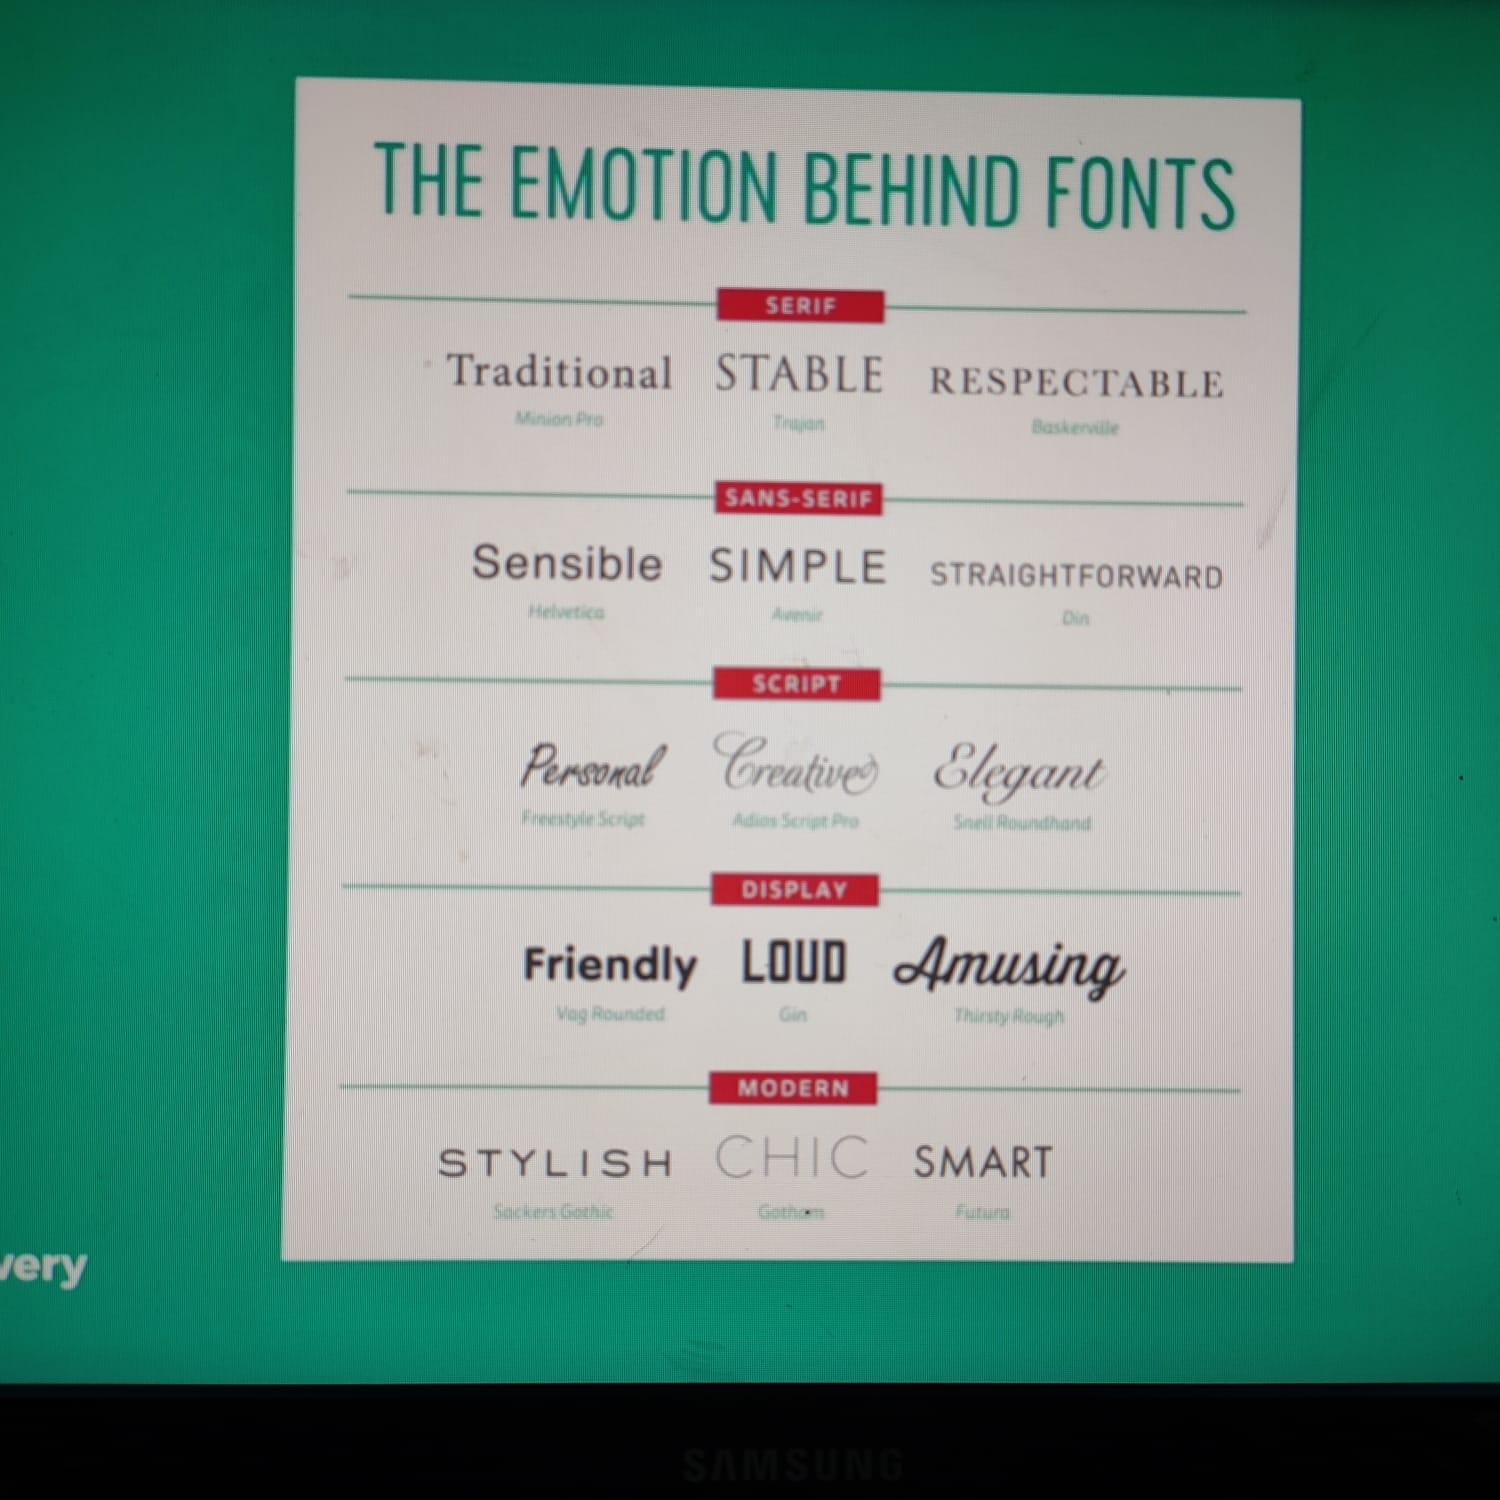 THE EMOTION BEHIND FONTS
SERIF
Traditional STABLE RESPECTABLE
Minion Pro Trajan Baskerville
SANS-SERIF
Sensible SIMPLE STRAIGHTFORWARD
Helvetica Avenir Din
SCRIPT
Personal Creative Elegant
Freestyle Script Adios Script Pro Snell Roundhand
DISPLAY
Friendly LOUD Amusing
Vag Rounded Gin Thirsty Rough
MODERN
STYLISH CHIC SMART
Sackers Gothic Gotham Futura
very
SAMSUNG